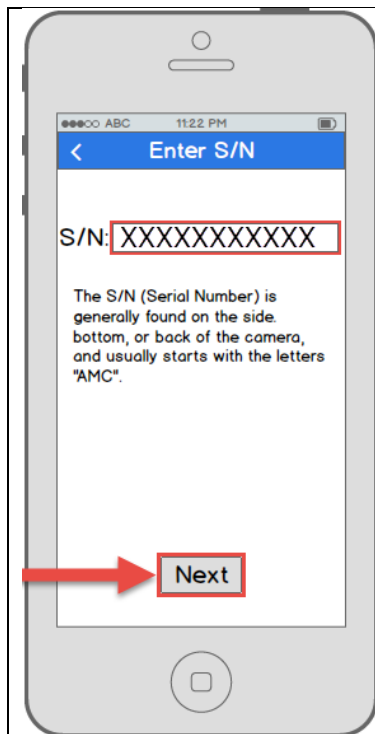 ABC 11:22 PM
Enter S/N
S/N: XXXXXXXXXXX
The S/N (Serial Number) is
generally found on the side.
bottom, or back of the camera,
and usually starts with the letters
"AMC".
Next